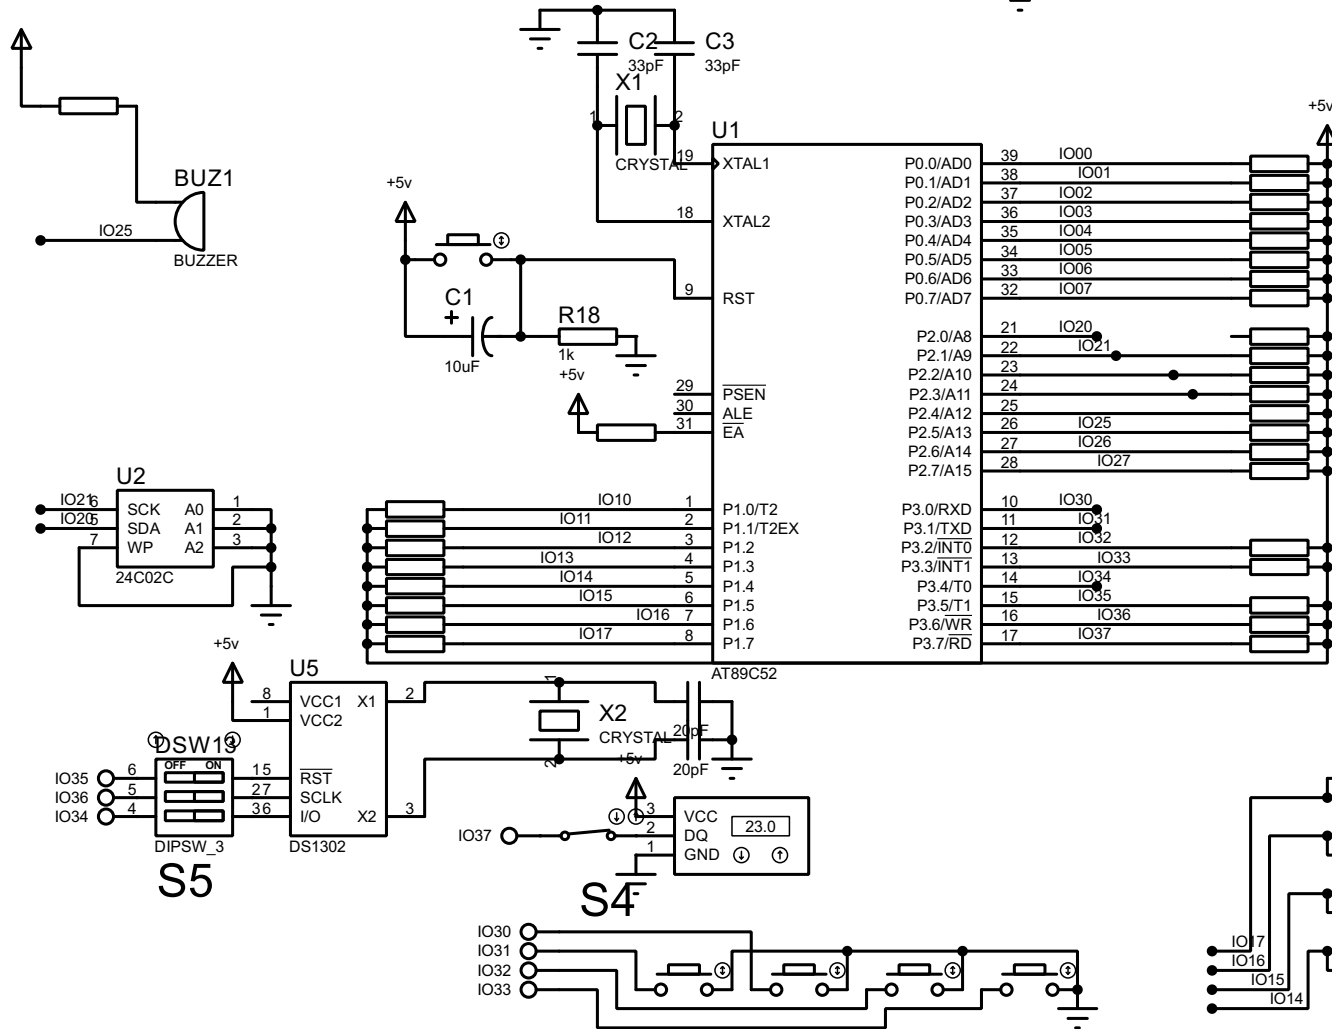 C2
33pF
C3
33pF
X1
1
2
CRYSTAL
U1
+5v
BUZ1
IO25
BUZZER
+5v
C1
+
10uF
R18
1k
+5v
19 XTAL1
18 XTAL2
9 RST
29 PSEN
30 ALE
31 EA
1 P1.0/T2
2 P1.1/T2EX
3 P1.2
4 P1.3
5 P1.4
6 P1.5
7 P1.6
8 P1.7
IO10
IO11
IO12
IO13
IO14
IO15
IO16
IO17
P0.0/AD0 39 IO00
P0.1/AD1 38 IO01
P0.2/AD2 37 IO02
P0.3/AD3 36 IO03
P0.4/AD4 35 IO04
P0.5/AD5 34 IO05
P0.6/AD6 33 IO06
P0.7/AD7 32 IO07
P2.0/A8 21 IO20
P2.1/A9 22 IO21
P2.2/A10 23
P2.3/A11 24
P2.4/A12 25
P2.5/A13 26 IO25
P2.6/A14 27 IO26
P2.7/A15 28 IO27
P3.0/RXD 10 IO30
P3.1/TXD 11 IO31
P3.2/INT0 12 IO32
P3.3/INT1 13 IO33
P3.4/T0 14 IO34
P3.5/T1 15 IO35
P3.6/WR 16 IO36
P3.7/RD 17 IO37
AT89C52
U2
IO21 6 SCK A0 1
IO20 5 SDA A1 2
7 WP A2 3
24C02C
+5v
U5
8 VCC1 X1 2
1 VCC2
DSW13
OFF ON
IO35 6 15 RST
IO36 5 27 SCLK
IO34 4 36 I/O X2 3
DIPSW_3
DS1302
S5
1
X2
CRYSTAL
2
20pF
20pF
+5v
3 VCC
IO37 2 DQ 23.0
1 GND
S4
IO30
IO31
IO32
IO33
IO17
IO16
IO15
IO14